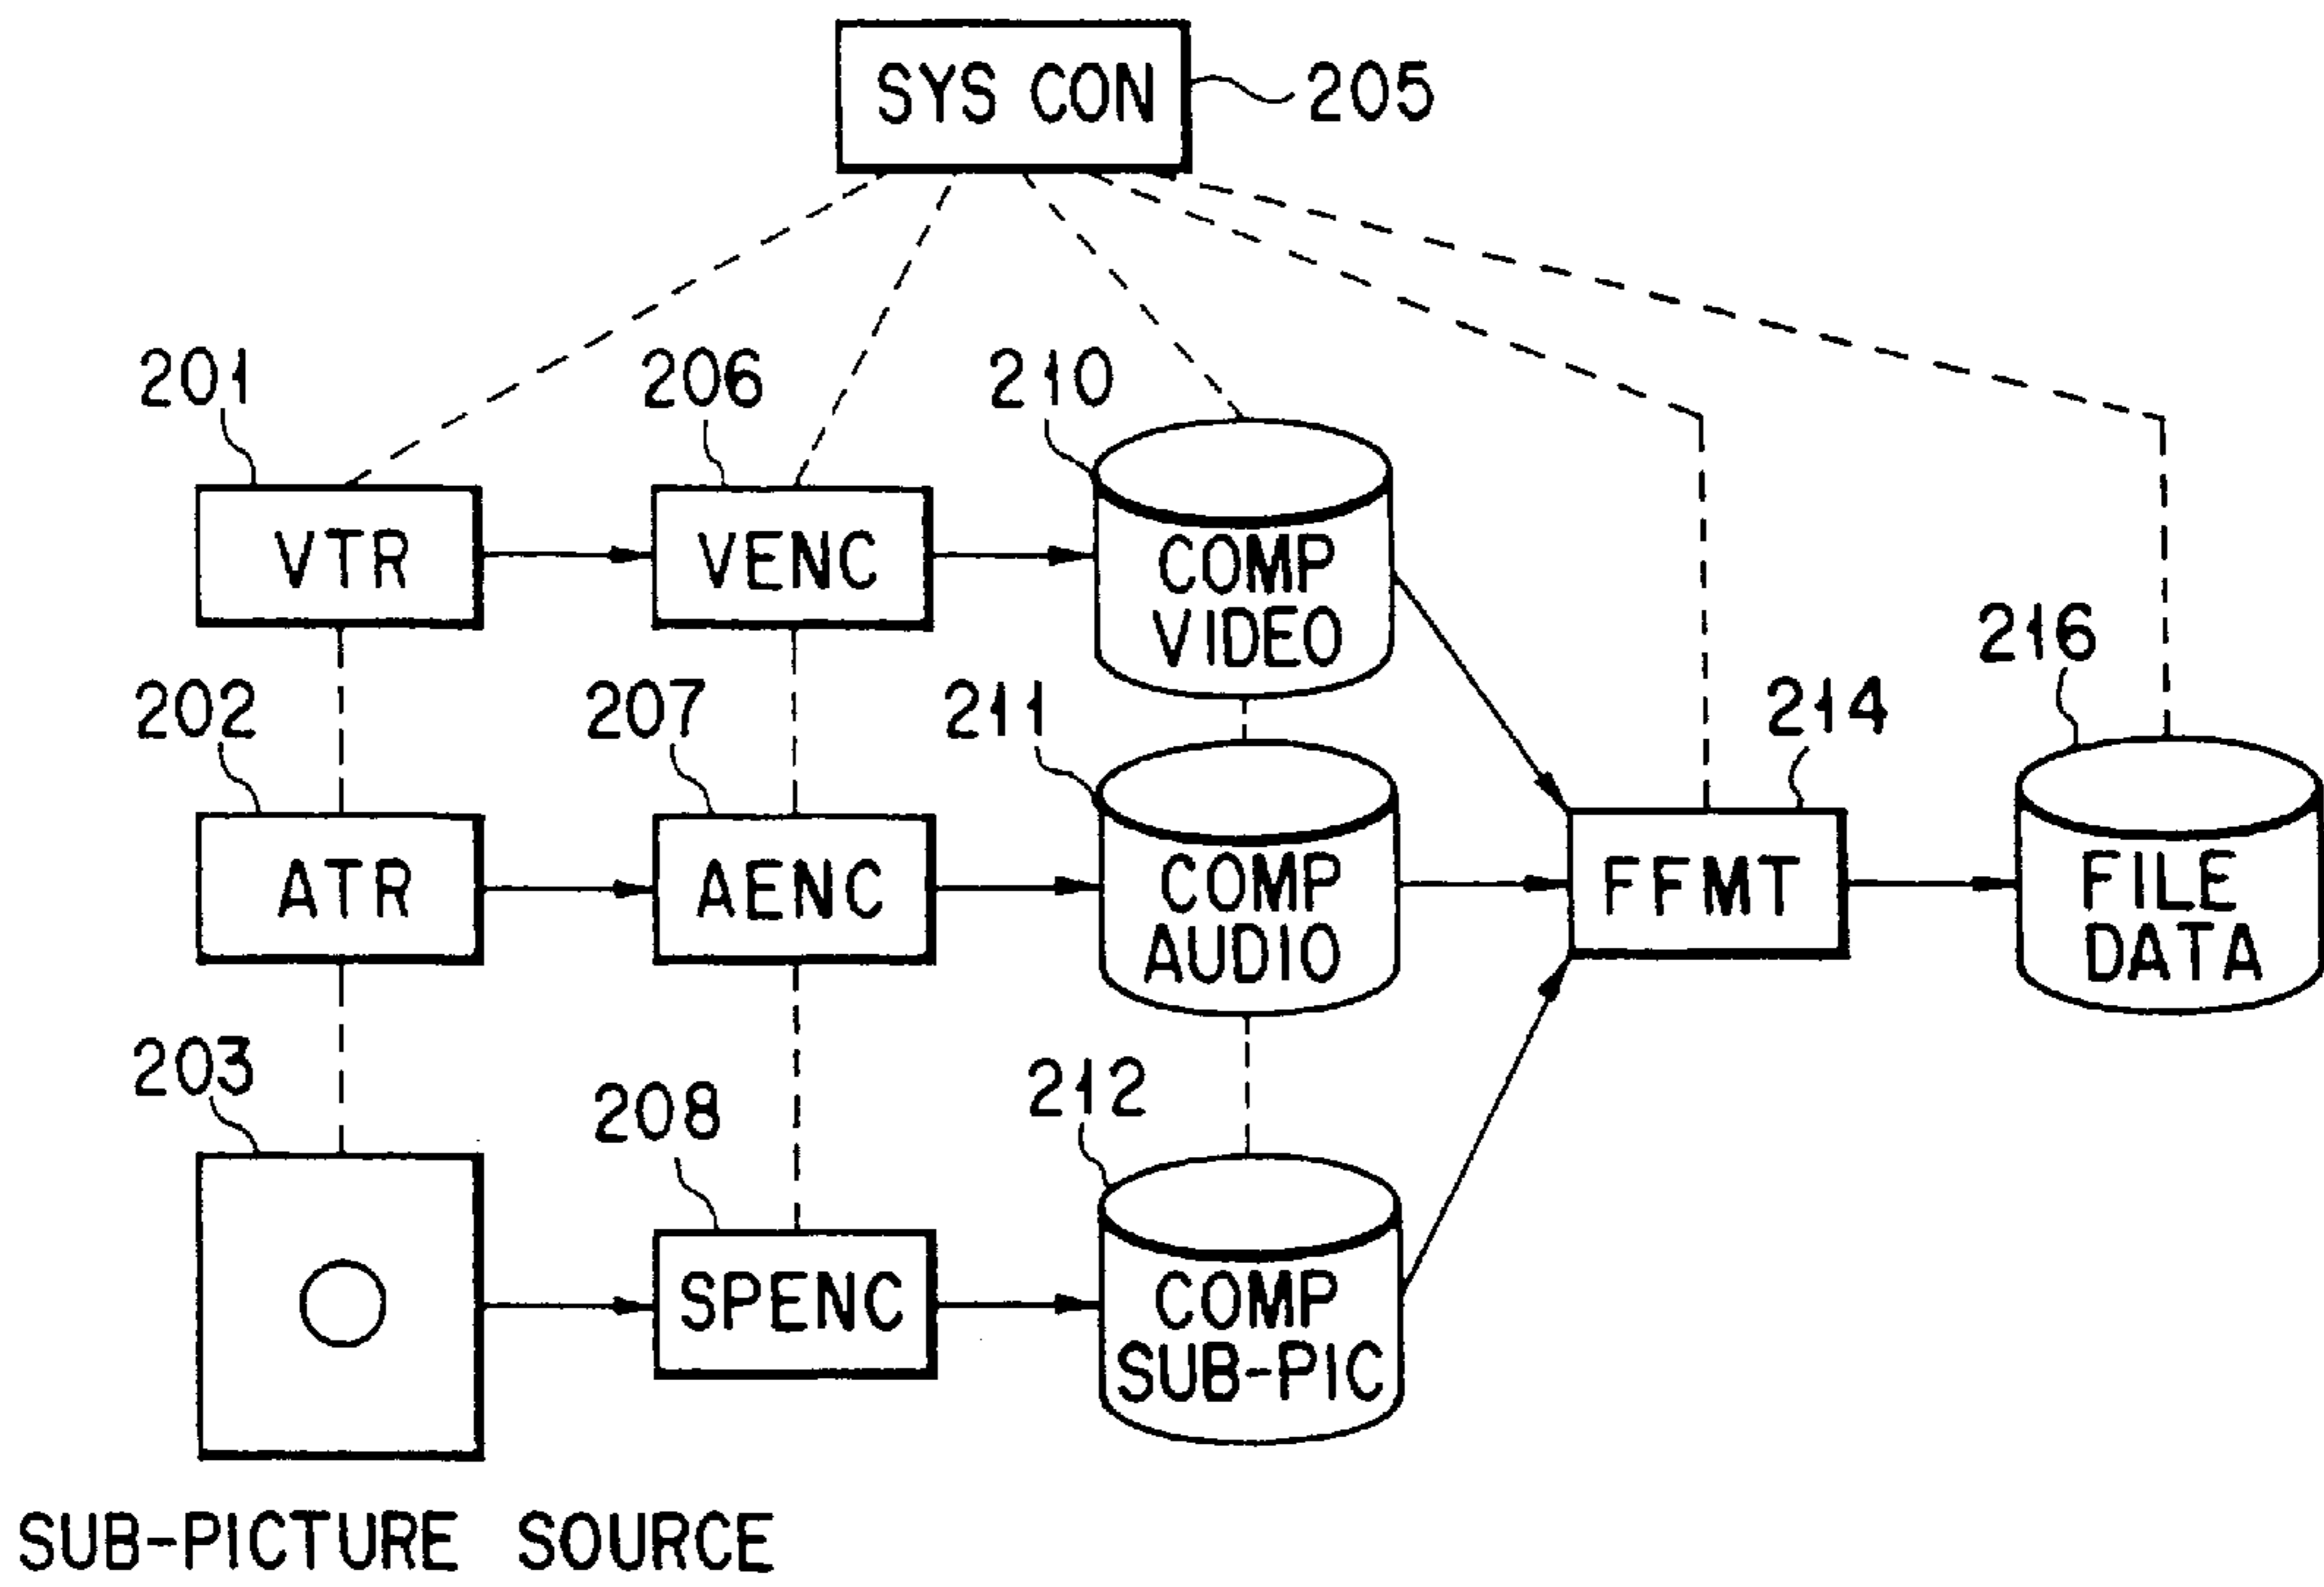 SYS CON
205
201
206
210
VTR
VENC
COMP
VIDEO
216
202
207
211
214
ATR
AENC
COMP
AUDIO
FFMT
FILE
DATA
203
208
212
SPENC
COMP
SUB-PIC
SUB-PICTURE SOURCE